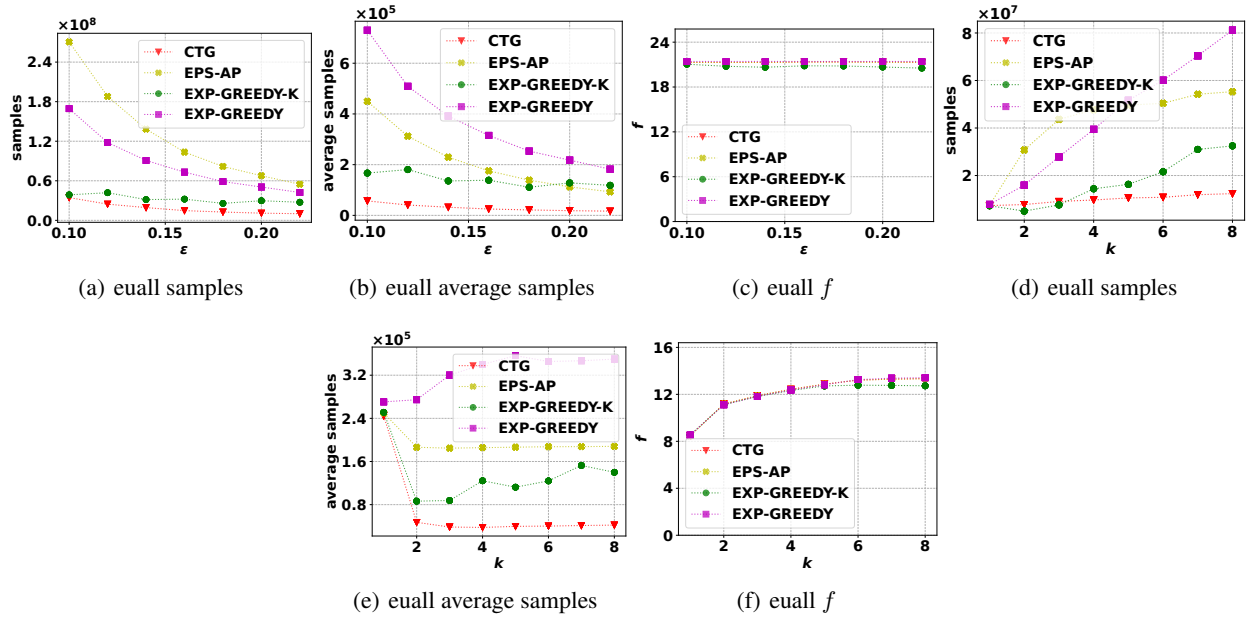 ×10⁸
2.4
1.8
1.2
0.6
0.0
samples
0.10
0.15
0.20
ε
CTG
EPS-AP
EXP-GREEDY-K
EXP-GREEDY
(a) euall samples
×10⁵
6
4
2
0
average samples
0.10
0.15
0.20
ε
CTG
EPS-AP
EXP-GREEDY-K
EXP-GREEDY
(b) euall average samples
24
18
12
6
0
f
0.10
0.15
0.20
ε
CTG
EPS-AP
EXP-GREEDY-K
EXP-GREEDY
(c) euall f
×10⁷
8
6
4
2
samples
2
4
6
8
k
CTG
EPS-AP
EXP-GREEDY-K
EXP-GREEDY
(d) euall samples
×10⁵
3.2
2.4
1.6
0.8
average samples
2
4
6
8
k
CTG
EPS-AP
EXP-GREEDY-K
EXP-GREEDY
(e) euall average samples
16
12
8
4
0
f
2
4
6
8
k
CTG
EPS-AP
EXP-GREEDY-K
EXP-GREEDY
(f) euall f